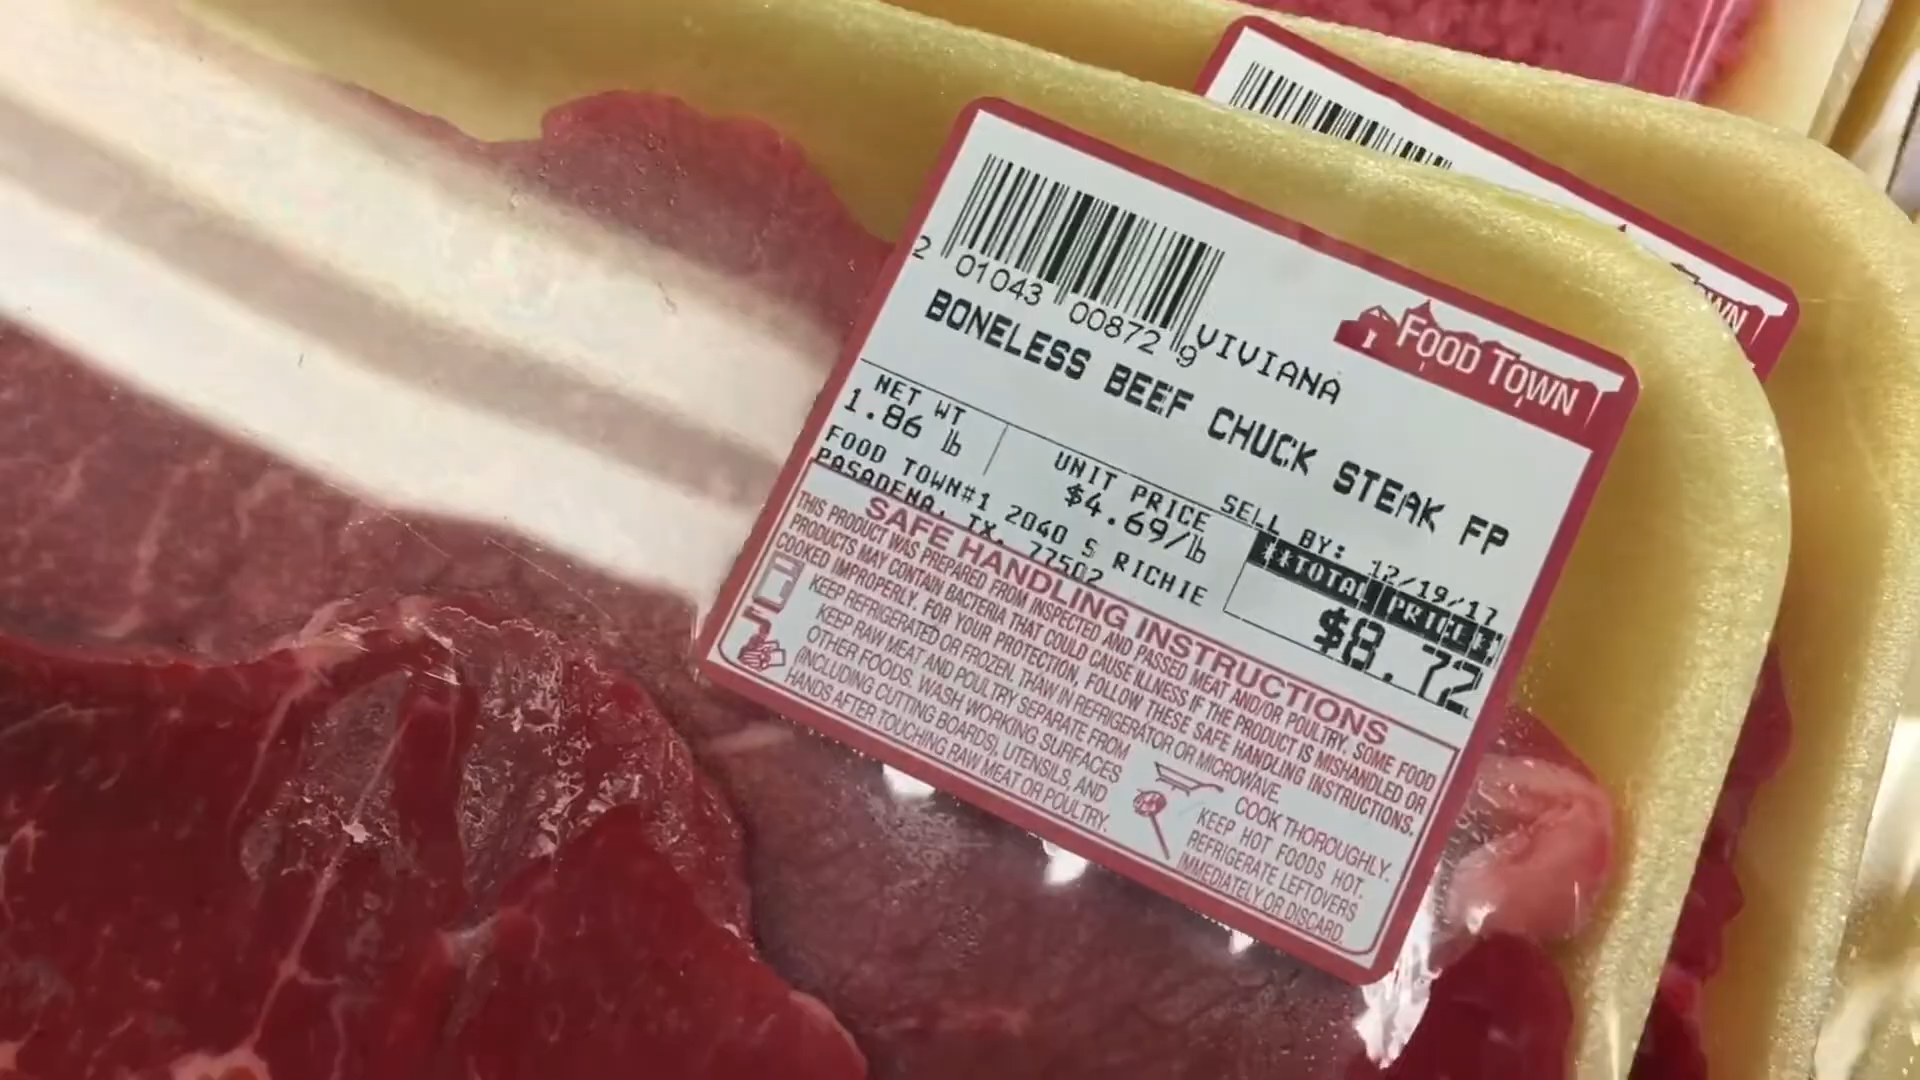 2 01043 00872 9
VIVIANA
FOOD TOWN
BONELESS BEEF CHUCK STEAK FP
NET WT
1.86 lb
UNIT PRICE
$4.69/lb
SELL BY: 12/19/17
**TOTAL PRICE**
$8.72
FOOD TOWN#1 2040 S RICHIE
PASADENA, TX. 77502
SAFE HANDLING INSTRUCTIONS
THIS PRODUCT WAS PREPARED FROM INSPECTED AND PASSED MEAT AND/OR POULTRY. SOME FOOD
PRODUCTS MAY CONTAIN BACTERIA THAT COULD CAUSE ILLNESS IF THE PRODUCT IS MISHANDLED OR
COOKED IMPROPERLY. FOR YOUR PROTECTION, FOLLOW THESE SAFE HANDLING INSTRUCTIONS.
KEEP REFRIGERATED OR FROZEN. THAW IN REFRIGERATOR OR MICROWAVE.
KEEP RAW MEAT AND POULTRY SEPARATE FROM
OTHER FOODS. WASH WORKING SURFACES
(INCLUDING CUTTING BOARDS), UTENSILS, AND
HANDS AFTER TOUCHING RAW MEAT OR POULTRY.
COOK THOROUGHLY.
KEEP HOT FOODS HOT.
REFRIGERATE LEFTOVERS
IMMEDIATELY OR DISCARD.
WN